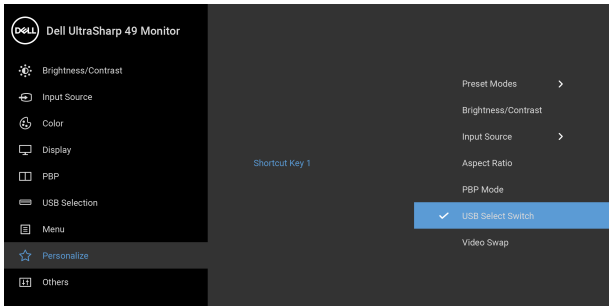 DELL
Dell UltraSharp 49 Monitor
Brightness/Contrast
Input Source
Color
Display
PBP
USB Selection
Menu
Personalize
Others
Shortcut Key 1
Preset Modes
Brightness/Contrast
Input Source
Aspect Ratio
PBP Mode
USB Select Switch
Video Swap